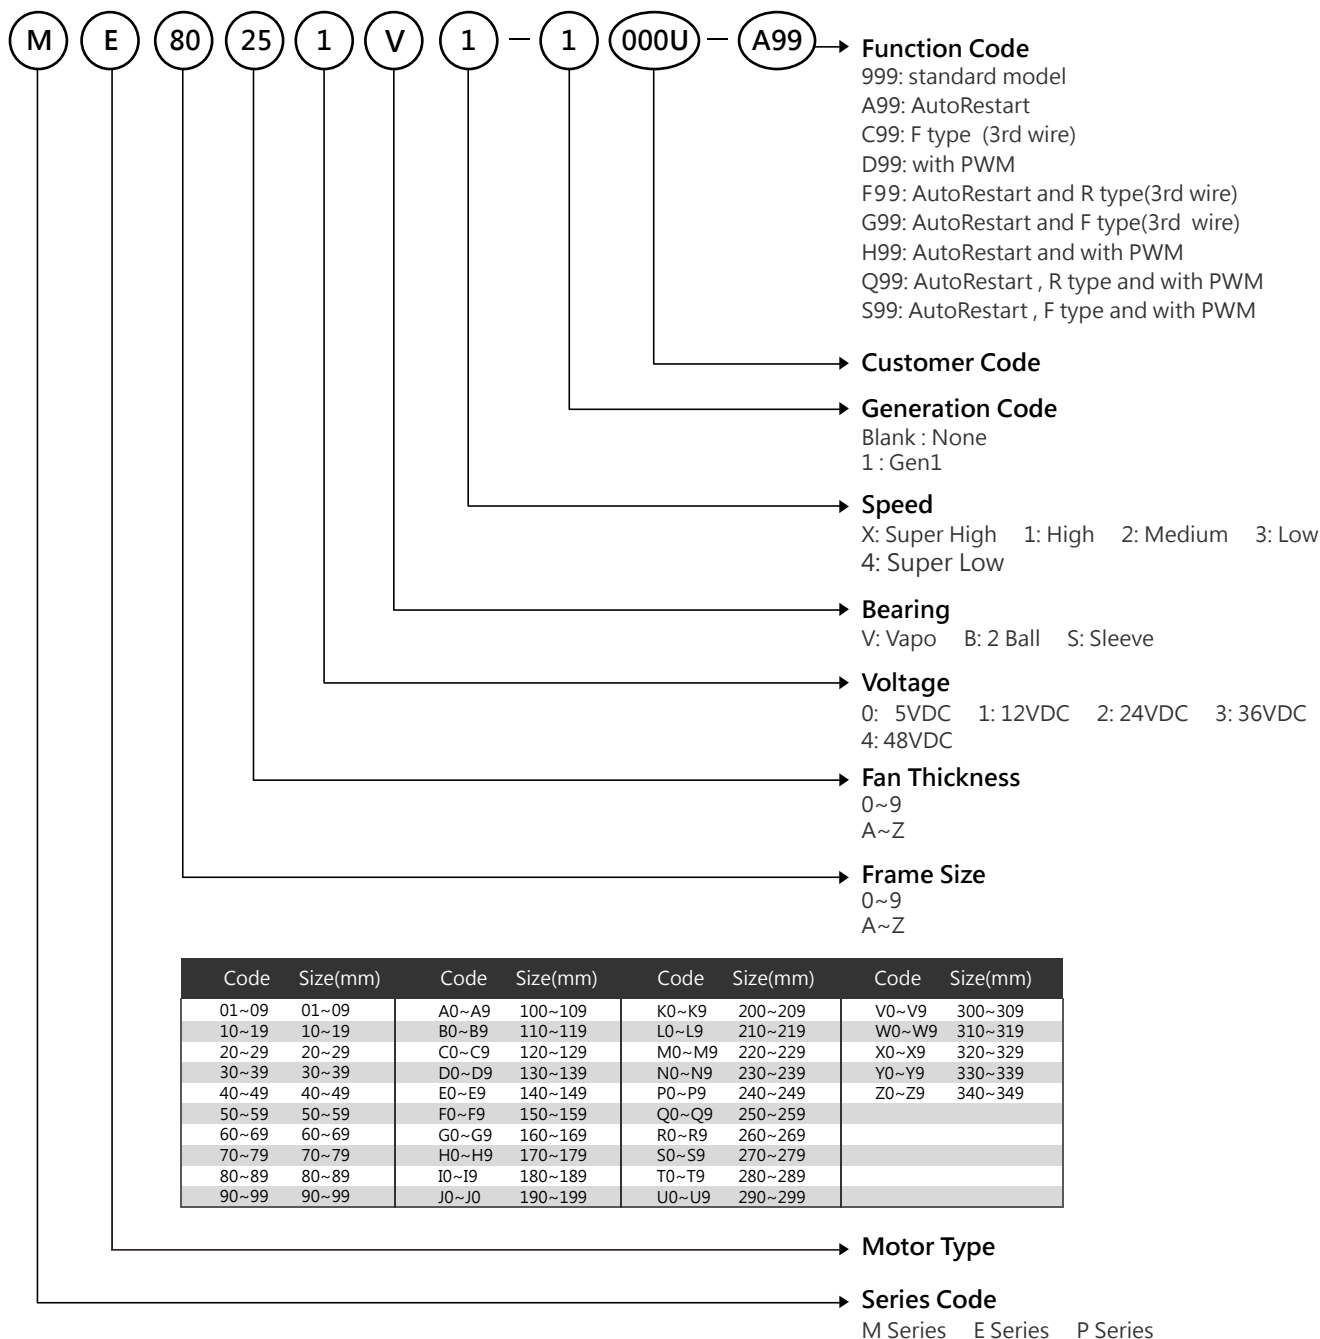 M E 80 25 1 V 1 — 1 000U — A99
Function Code
999: standard model
A99: AutoRestart
C99: F type (3rd wire)
D99: with PWM
F99: AutoRestart and R type(3rd wire)
G99: AutoRestart and F type(3rd wire)
H99: AutoRestart and with PWM
Q99: AutoRestart , R type and with PWM
S99: AutoRestart , F type and with PWM
Customer Code
Generation Code
Blank : None
1 : Gen1
Speed
X: Super High 1: High 2: Medium 3: Low
4: Super Low
Bearing
V: Vapo B: 2 Ball S: Sleeve
Voltage
0: 5VDC 1: 12VDC 2: 24VDC 3: 36VDC
4: 48VDC
Fan Thickness
0~9
A~Z
Frame Size
0~9
A~Z
Code Size(mm) Code Size(mm) Code Size(mm) Code Size(mm)
01~09 01~09 A0~A9 100~109 K0~K9 200~209 V0~V9 300~309
10~19 10~19 B0~B9 110~119 L0~L9 210~219 W0~W9 310~319
20~29 20~29 C0~C9 120~129 M0~M9 220~229 X0~X9 320~329
30~39 30~39 D0~D9 130~139 N0~N9 230~239 Y0~Y9 330~339
40~49 40~49 E0~E9 140~149 P0~P9 240~249 Z0~Z9 340~349
50~59 50~59 F0~F9 150~159 Q0~Q9 250~259
60~69 60~69 G0~G9 160~169 R0~R9 260~269
70~79 70~79 H0~H9 170~179 S0~S9 270~279
80~89 80~89 I0~I9 180~189 T0~T9 280~289
90~99 90~99 J0~J0 190~199 U0~U9 290~299
Motor Type
Series Code
M Series E Series P Series